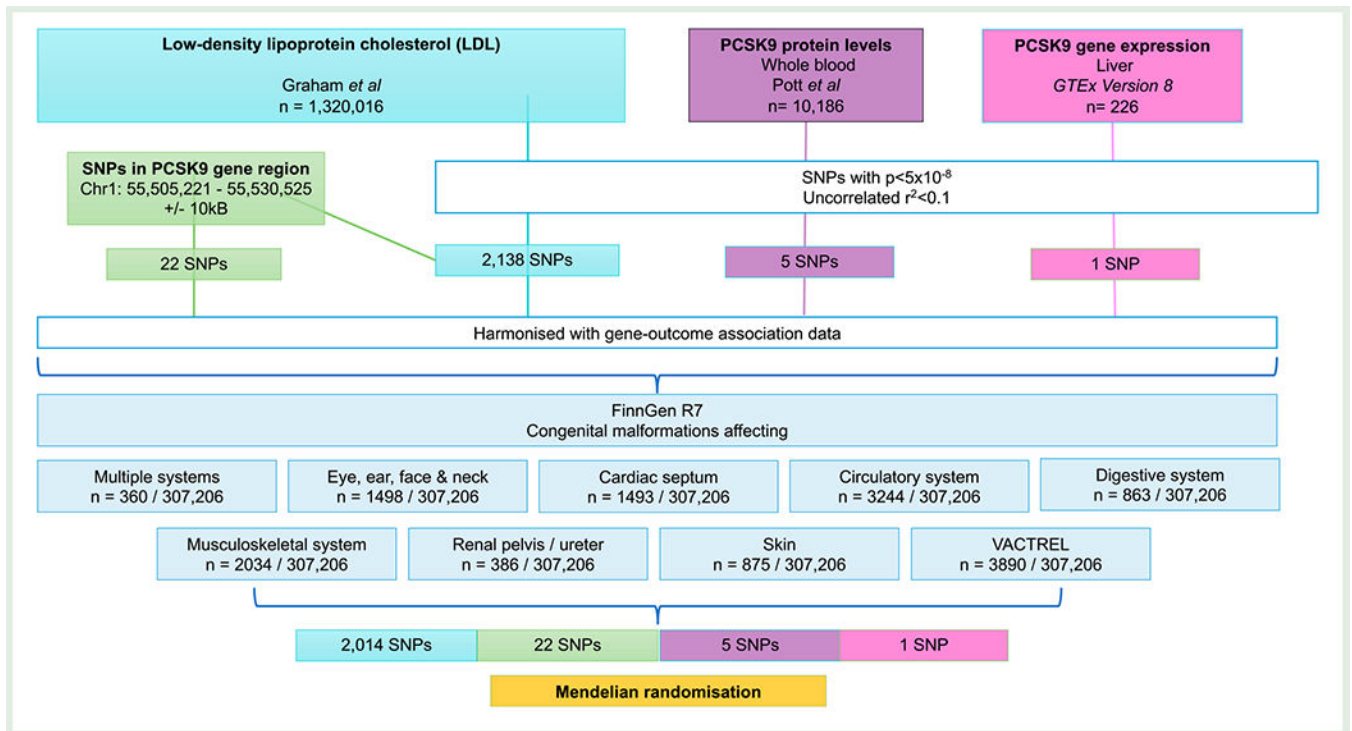 Low-density lipoprotein cholesterol (LDL)
Graham et al
n = 1,320,016
PCSK9 protein levels
Whole blood
Pott et al
n= 10,186
PCSK9 gene expression
Liver
GTEx Version 8
n= 226
SNPs in PCSK9 gene region
Chr1: 55,505,221 - 55,530,525
+/- 10kB
SNPs with p<5x10⁻⁸
Uncorrelated r²<0.1
22 SNPs
2,138 SNPs
5 SNPs
1 SNP
Harmonised with gene-outcome association data
FinnGen R7
Congenital malformations affecting
Multiple systems
n = 360 / 307,206
Eye, ear, face & neck
n = 1498 / 307,206
Cardiac septum
n = 1493 / 307,206
Circulatory system
n = 3244 / 307,206
Digestive system
n = 863 / 307,206
Musculoskeletal system
n = 2034 / 307,206
Renal pelvis / ureter
n = 386 / 307,206
Skin
n = 875 / 307,206
VACTREL
n = 3890 / 307,206
2,014 SNPs
22 SNPs
5 SNPs
1 SNP
Mendelian randomisation